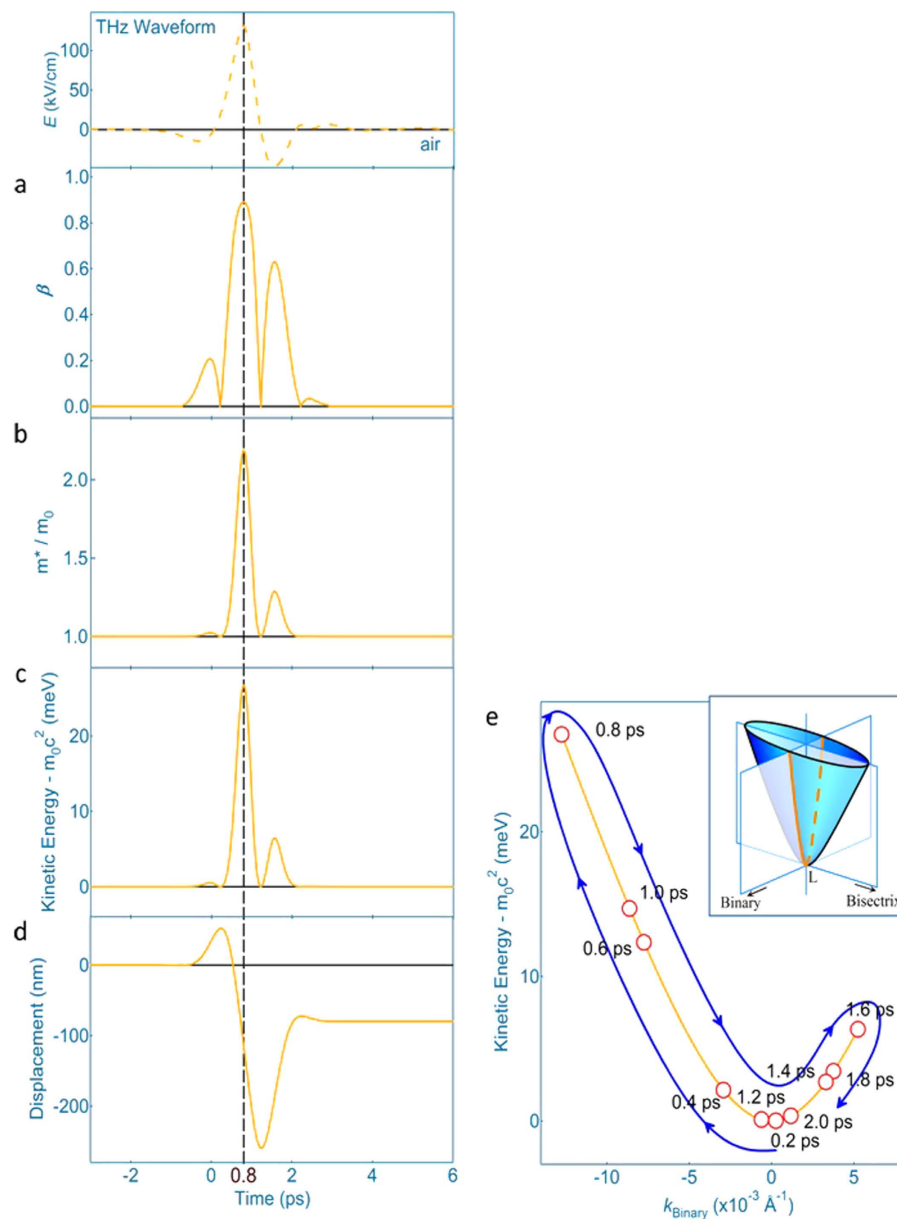 THz Waveform
E (kV/cm)
100
50
0
air
a
1.0
0.8
0.6
0.4
0.2
0.0
β
b
2.0
1.5
1.0
m* / m₀
c
20
10
0
Kinetic Energy - m₀c² (meV)
d
0
-100
-200
Displacement (nm)
-2
0
0.8
2
4
6
Time (ps)
e
Kinetic Energy - m₀c² (meV)
20
10
0
0.8 ps
1.0 ps
0.6 ps
1.6 ps
1.4 ps
1.8 ps
1.2 ps
0.4 ps
2.0 ps
0.2 ps
-10
-5
0
5
k_Binary (x10⁻³ Å⁻¹)
L
Binary
Bisectrix